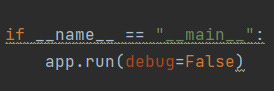 if __name__ == "__main__":
    app.run(debug=False)